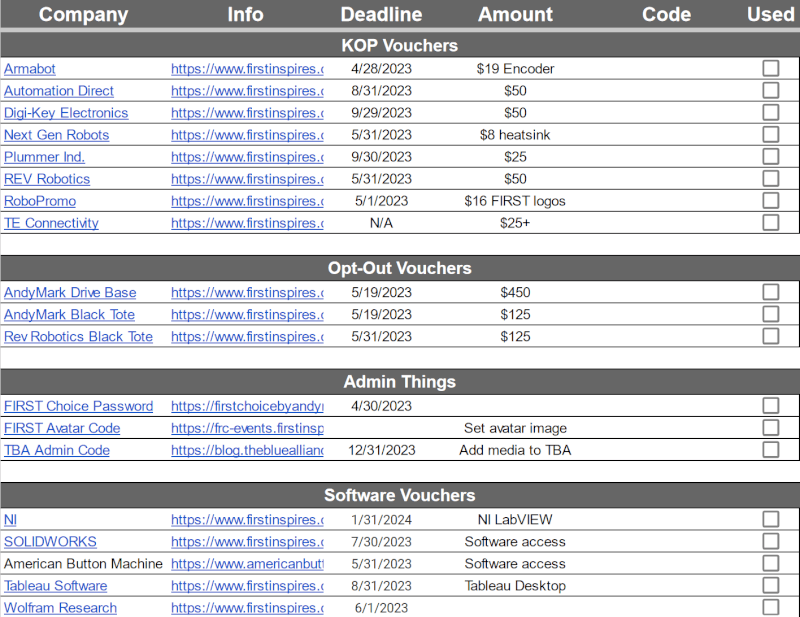 Company Info Deadline Amount Code Used
KOP Vouchers
Armabot https://www.firstinspires.c 4/28/2023 $19 Encoder
Automation Direct https://www.firstinspires.c 8/31/2023 $50
Digi-Key Electronics https://www.firstinspires.c 9/29/2023 $50
Next Gen Robots https://www.firstinspires.c 5/31/2023 $8 heatsink
Plummer Ind. https://www.firstinspires.c 9/30/2023 $25
REV Robotics https://www.firstinspires.c 5/31/2023 $50
RoboPromo https://www.firstinspires.c 5/1/2023 $16 FIRST logos
TE Connectivity https://www.firstinspires.c N/A $25+
Opt-Out Vouchers
AndyMark Drive Base https://www.firstinspires.c 5/19/2023 $450
AndyMark Black Tote https://www.firstinspires.c 5/19/2023 $125
Rev Robotics Black Tote https://www.firstinspires.c 5/31/2023 $125
Admin Things
FIRST Choice Password https://firstchoicebyandyr 4/30/2023
FIRST Avatar Code https://frc-events.firstinsp Set avatar image
TBA Admin Code https://blog.thebluealliand 12/31/2023 Add media to TBA
Software Vouchers
NI https://www.firstinspires.c 1/31/2024 NI LabVIEW
SOLIDWORKS https://www.firstinspires.c 7/30/2023 Software access
American Button Machine https://www.americanbutt 5/31/2023 Software access
Tableau Software https://www.firstinspires.c 8/31/2023 Tableau Desktop
Wolfram Research https://www.firstinspires.c 6/1/2023